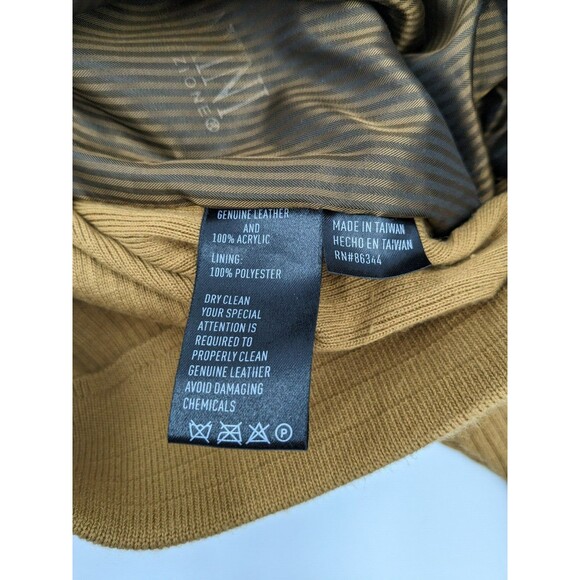 ZIONE®
GENUINE LEATHER
AND
100% ACRYLIC
LINING:
100% POLYESTER
DRY CLEAN
YOUR SPECIAL
ATTENTION IS
REQUIRED TO
PROPERLY CLEAN
GENUINE LEATHER
AVOID DAMAGING
CHEMICALS
P
MADE IN TAIWAN
HECHO EN TAIWAN
RN#86344